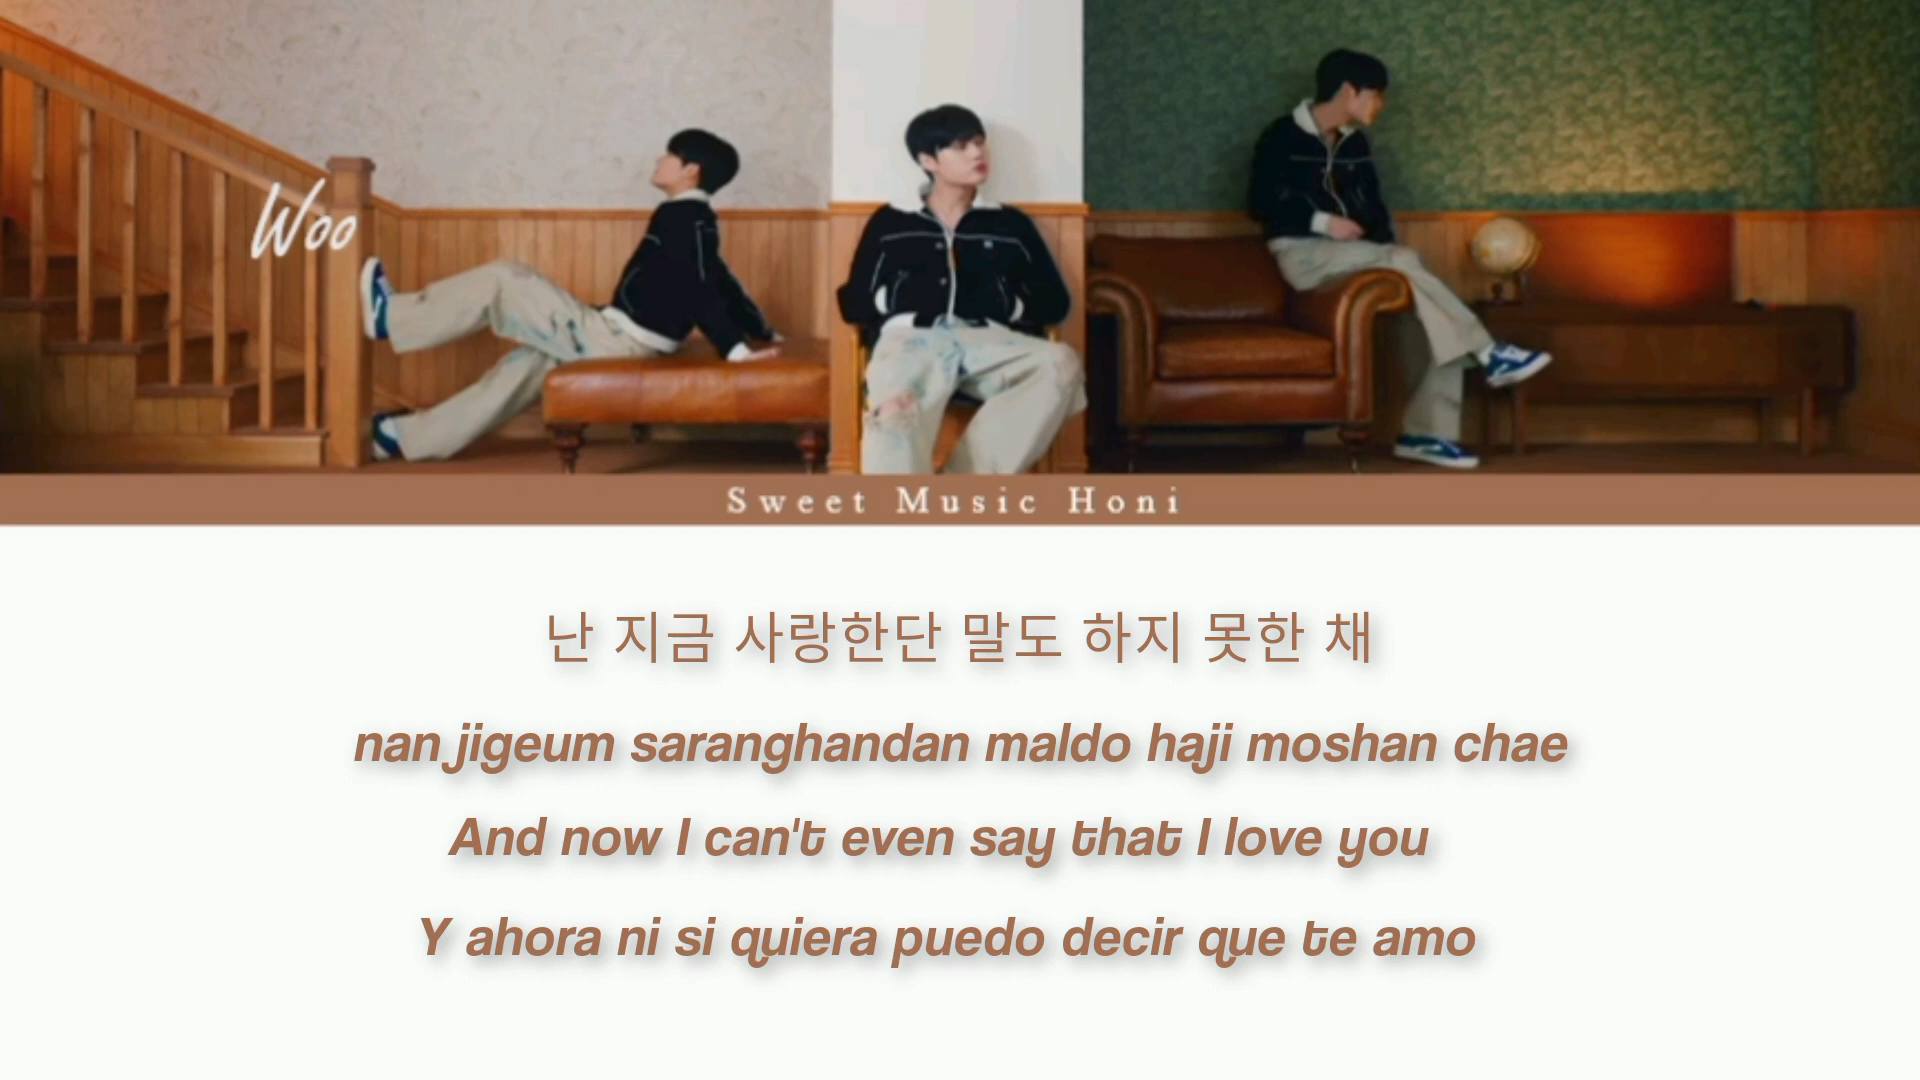 Woo
Sweet Music Honi
난 지금 사랑한단 말도 하지 못한 채
nan jigeum saranghandan maldo haji moshan chae
And now I can't even say that I love you
Y ahora ni si quiera puedo decir que te amo